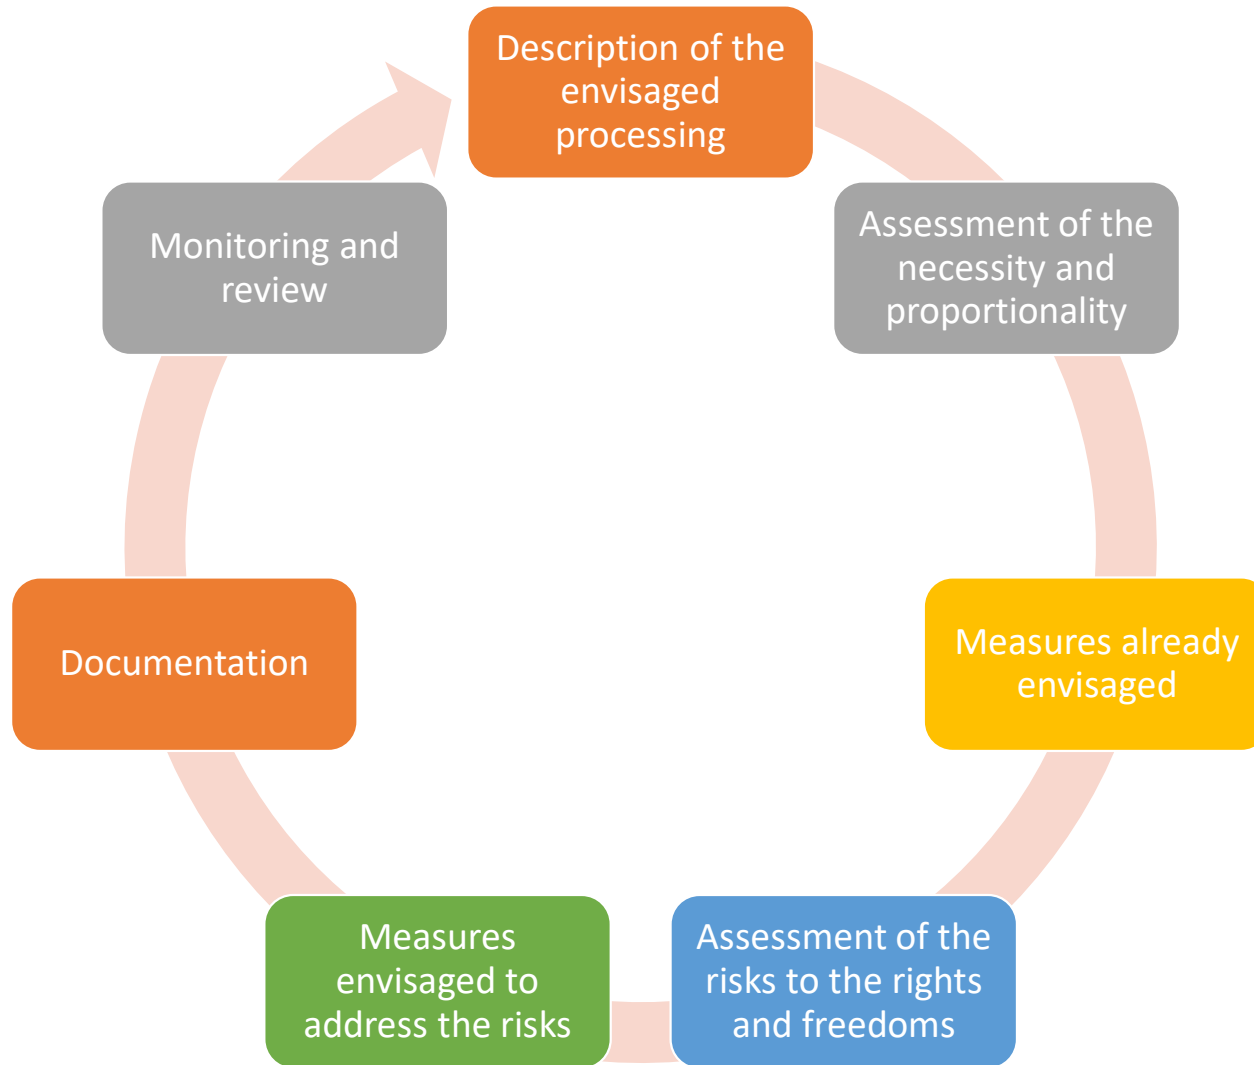 Description of the
envisaged
processing
Assessment of the
necessity and
proportionality
Measures already
envisaged
Assessment of the
risks to the rights
and freedoms
Measures
envisaged to
address the risks
Documentation
Monitoring and
review